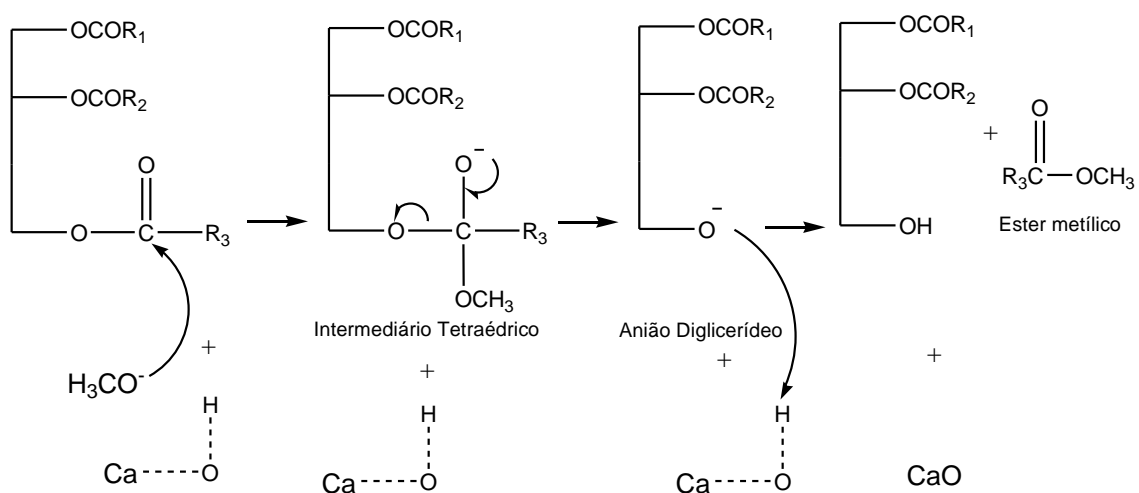 OCOR₁
OCOR₂
O
O
C
R₃
H₃CO⁻
+
H
Ca
O
OCOR₁
OCOR₂
O⁻
O
C
R₃
OCH₃
Intermediário Tetraédrico
+
H
Ca
O
OCOR₁
OCOR₂
O⁻
Anião Diglicerídeo
+
H
Ca
O
OCOR₁
OCOR₂
OH
+
O
R₃C
OCH₃
Ester metílico
+
CaO